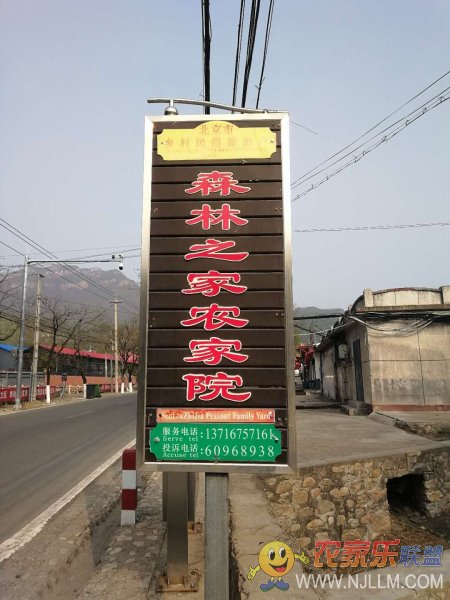 北京市
乡村民俗旅游
森林之家农家院
SenLinZhiJia Peasant Family Yard
服务电话: 13716757161
Serve tel
投诉电话: 60968938
Accuse tel
农家乐联盟
WWW.NJLLM.COM